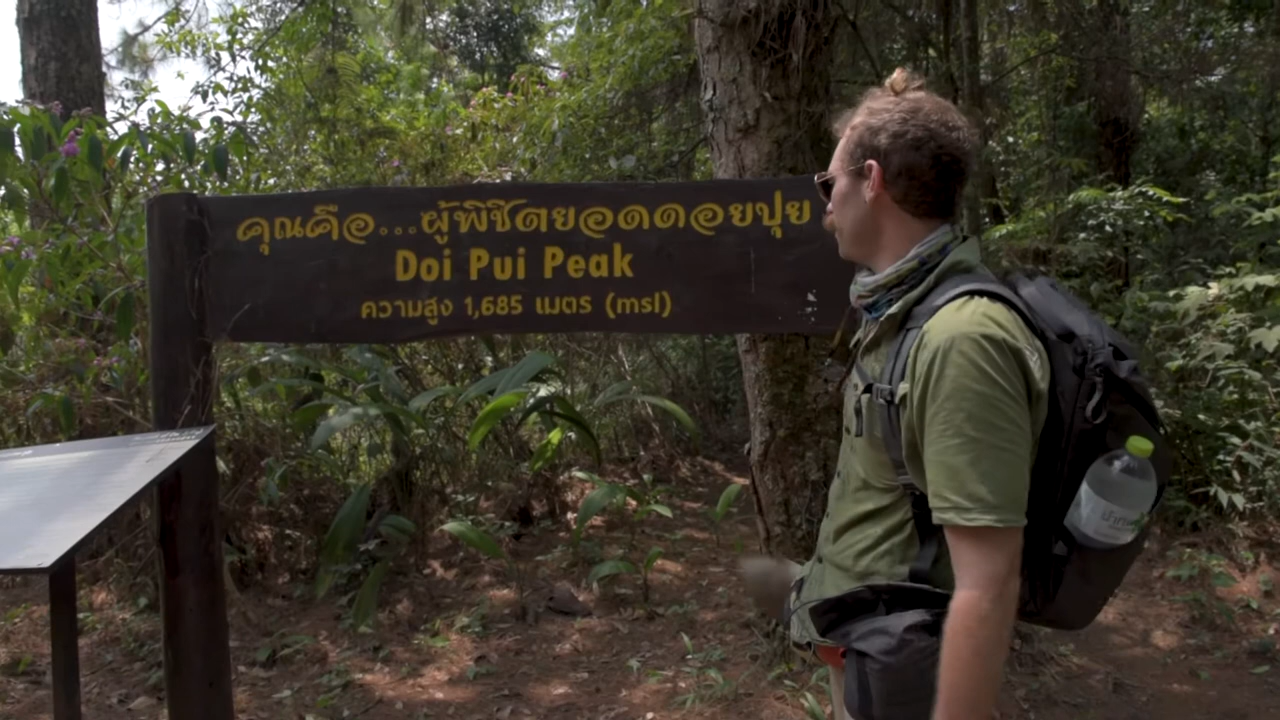 คุณคือ...ผู้พิชิตยอดดอยปุย
Doi Pui Peak
ความสูง 1,685 เมตร (msl)